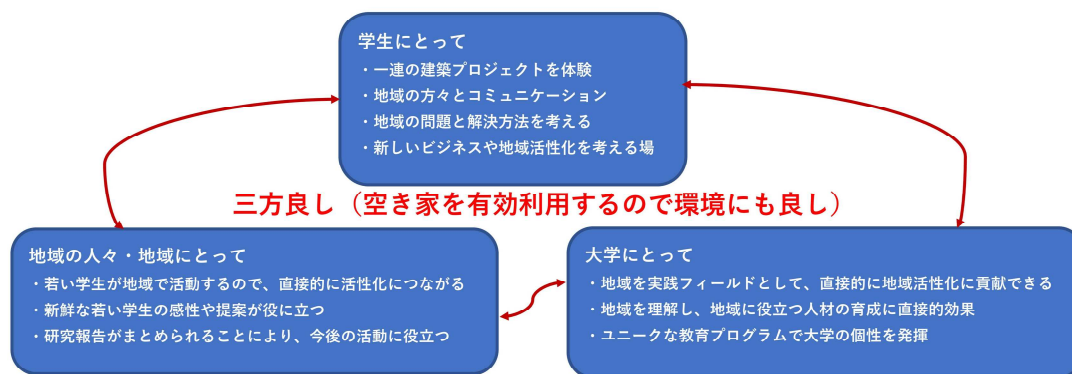 学生にとって
・一連の建築プロジェクトを体験
・地域の方々とコミュニケーション
・地域の問題と解決方法を考える
・新しいビジネスや地域活性化を考える場
三方良し（空き家を有効利用するので環境にも良し）
地域の人々・地域にとって
・若い学生が地域で活動するので、直接的に活性化につながる
・新鮮な若い学生の感性や提案が役に立つ
・研究報告がまとめられることにより、今後の活動に役立つ
大学にとって
・地域を実践フィールドとして、直接的に地域活性化に貢献できる
・地域を理解し、地域に役立つ人材の育成に直接的効果
・ユニークな教育プログラムで大学の個性を発揮